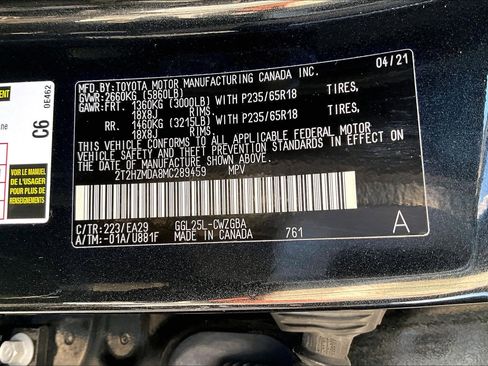 MFD. BY:TOYOTA MOTOR MANUFACTURING CANADA INC. 04/21
GVWR: 2660KG (5860LB)
GAWR:FRT. 1360KG (3000LB) WITH P235/65R18 TIRES,
18X8J RIMS
RR. 1460KG (3215LB) WITH P235/65R18 TIRES,
18X8J RIMS
THIS VEHICLE CONFORMS TO ALL APPLICABLE FEDERAL MOTOR
VEHICLE SAFETY AND THEFT PREVENTION STANDARDS IN EFFECT
ON THE DATE OF MANUFACTURE SHOWN ABOVE.
2T2HZMDA8MC289459 MPV
C/TR: 223/EA29 GGL25L-CWZGBA A
A/TM: -01A/U881F MADE IN CANADA 761
C6
0E462
VOIR LE MANUEL
DE L'USAGER
POUR PLUS DE
RENSEIGNEMENTS